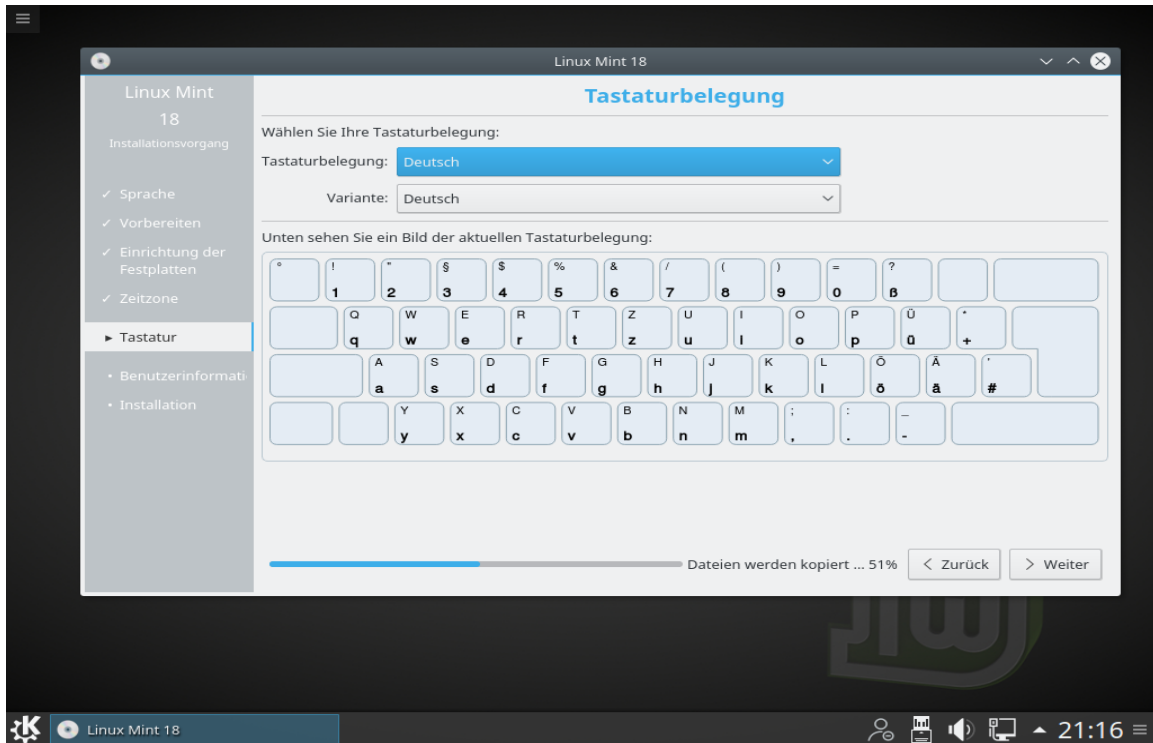 Linux Mint 18
Linux Mint
18
Installationsvorgang
✓ Sprache
✓ Vorbereiten
✓ Einrichtung der
Festplatten
✓ Zeitzone
▸ Tastatur
• Benutzerinformati
• Installation
Tastaturbelegung
Wählen Sie Ihre Tastaturbelegung:
Tastaturbelegung: Deutsch
Variante: Deutsch
Unten sehen Sie ein Bild der aktuellen Tastaturbelegung:
° ! " § $ % & / ( ) = ?
1 2 3 4 5 6 7 8 9 0 ß
Q W E R T Z U I O P Ü *
q w e r t z u i o p ü +
A S D F G H J K L Ö Ä '
a s d f g h j k l ö ä #
Y X C V B N M ; : _
y x c v b n m , . -
Dateien werden kopiert ... 51% < Zurück > Weiter
Linux Mint 18
21:16